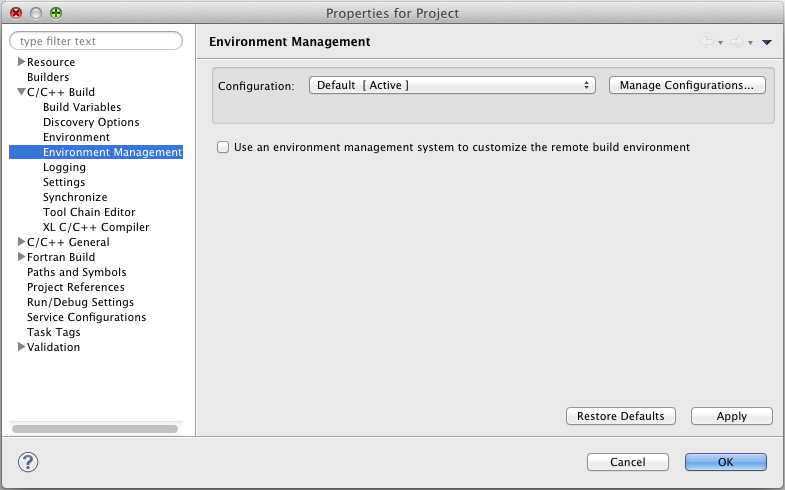 Properties for Project
type filter text
Resource
Builders
C/C++ Build
Build Variables
Discovery Options
Environment
Environment Management
Logging
Settings
Synchronize
Tool Chain Editor
XL C/C++ Compiler
C/C++ General
Fortran Build
Paths and Symbols
Project References
Run/Debug Settings
Service Configurations
Task Tags
Validation
Environment Management
Configuration: Default [ Active ] Manage Configurations...
Use an environment management system to customize the remote build environment
Restore Defaults Apply
? Cancel OK